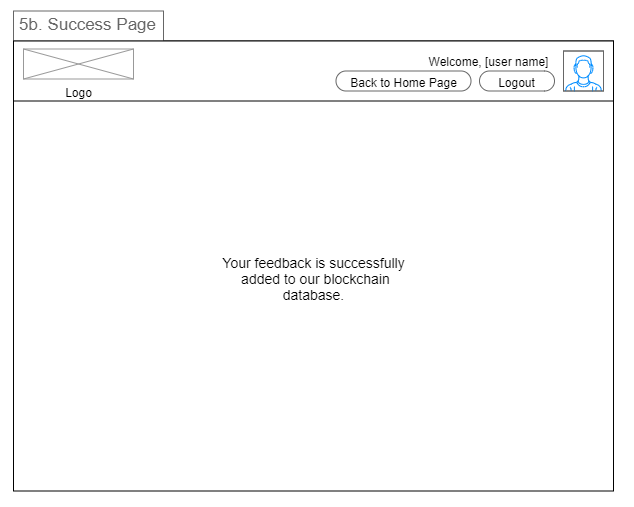 5b. Success Page
Welcome, [user name]
Back to Home Page
Logout
Logo
Your feedback is successfully
added to our blockchain
database.